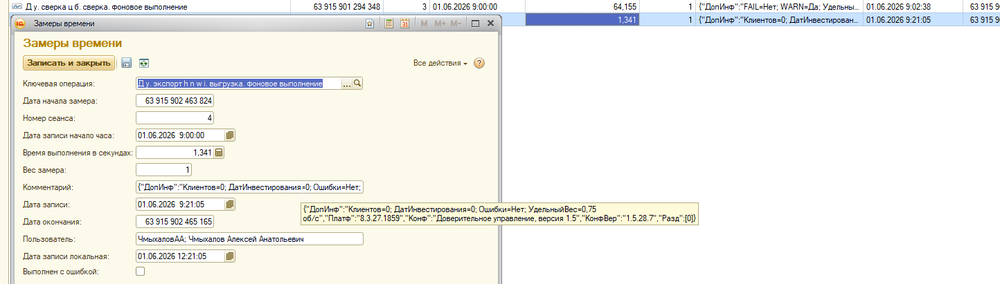 Д у. сверка ц б. сверка. фоновое выполнение 63 915 901 294 348 3 01.06.2026 9:00:00 64,155 1 {"ДопИнф":"FAIL=Нет; WARN=Да; Удельны... 01.06.2026 9:02:38 63 915 9
1,341 1 {"ДопИнф":"Клиентов=0; ДатИнвестирован... 01.06.2026 9:21:05 63 915 9
1С Замеры времени 31 M M+ M-
Замеры времени
Записать и закрыть Все действия ?
Ключевая операция: Д у. экспорт h n w i. выгрузка. фоновое выполнение ...
Дата начала замера: 63 915 902 463 824
Номер сеанса: 4
Дата записи начало часа: 01.06.2026 9:00:00
Время выполнения в секундах: 1,341
Вес замера: 1
Комментарий: {"ДопИнф":"Клиентов=0; ДатИнвестирования=0; Ошибки=Нет;
Дата записи: 01.06.2026 9:21:05
{"ДопИнф":"Клиентов=0; ДатИнвестирования=0; Ошибки=Нет; УдельныйВес=0,75
об/с","Платф":"8.3.27.1859","Конф":"Доверительное управление, версия 1.5","КонфВер":"1.5.28.7","Разд":[0]}
Дата окончания: 63 915 902 465 165
Пользователь: ЧмыхаловАА; Чмыхалов Алексей Анатольевич
Дата записи локальная: 01.06.2026 12:21:05
Выполнен с ошибкой: